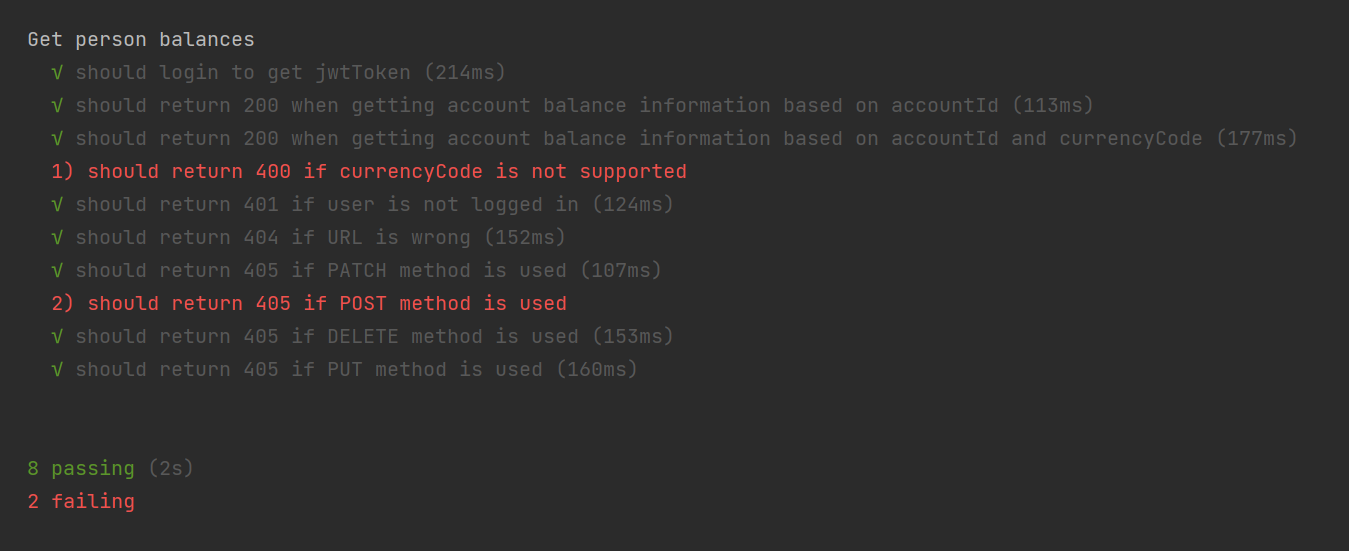 Get person balances
√ should login to get jwtToken (214ms)
√ should return 200 when getting account balance information based on accountId (113ms)
√ should return 200 when getting account balance information based on accountId and currencyCode (177ms)
1) should return 400 if currencyCode is not supported
√ should return 401 if user is not logged in (124ms)
√ should return 404 if URL is wrong (152ms)
√ should return 405 if PATCH method is used (107ms)
2) should return 405 if POST method is used
√ should return 405 if DELETE method is used (153ms)
√ should return 405 if PUT method is used (160ms)
8 passing (2s)
2 failing